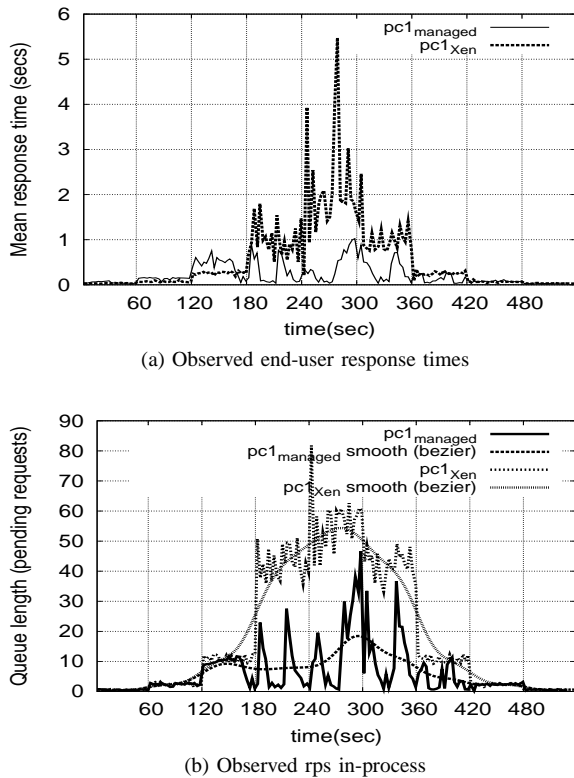 Mean response time (secs)
6
5
4
3
2
1
0
pc1managed
pc1Xen
60 120 180 240 300 360 420 480
time(sec)
(a) Observed end-user response times
Queue length (pending requests)
90
80
70
60
50
40
30
20
10
0
pc1managed
pc1managed smooth (bezier)
pc1Xen
pc1Xen smooth (bezier)
60 120 180 240 300 360 420 480
time(sec)
(b) Observed rps in-process